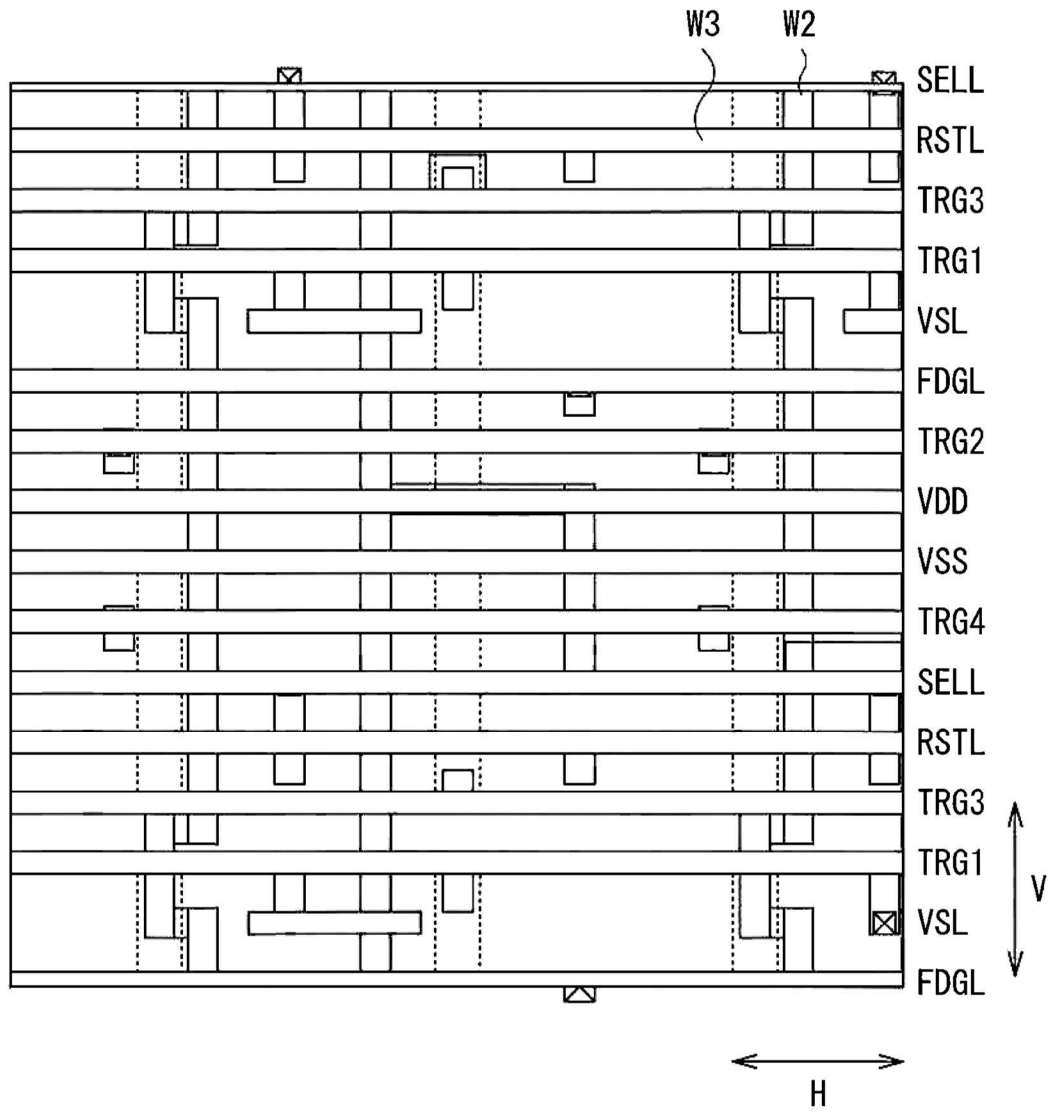 W3 W2
SELL
RSTL
TRG3
TRG1
VSL
FDGL
TRG2
VDD
VSS
TRG4
SELL
RSTL
TRG3
TRG1
V
VSL
FDGL
H